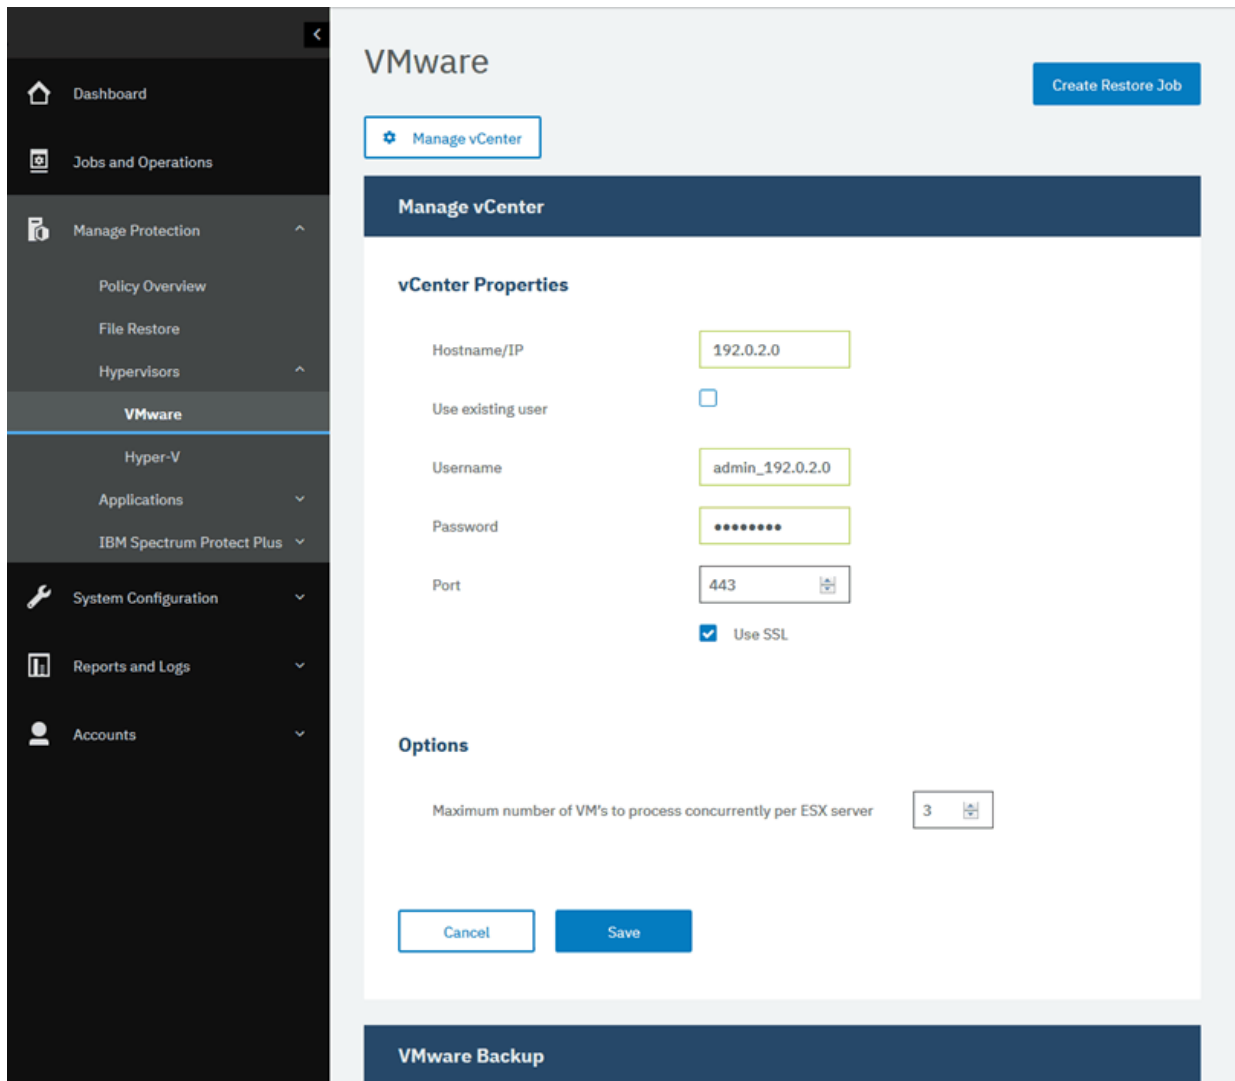 Dashboard
Jobs and Operations
Manage Protection
Policy Overview
File Restore
Hypervisors
VMware
Hyper-V
Applications
IBM Spectrum Protect Plus
System Configuration
Reports and Logs
Accounts
VMware
Create Restore Job
Manage vCenter
Manage vCenter
vCenter Properties
Hostname/IP 192.0.2.0
Use existing user
Username admin_192.0.2.0
Password ••••••••
Port 443
Use SSL
Options
Maximum number of VM's to process concurrently per ESX server 3
Cancel Save
VMware Backup